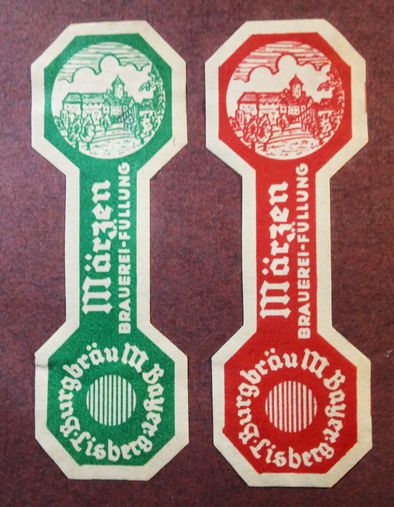 Märzen
BRAUEREI-FÜLLUNG
Burgbräu M. Bayer, Lisberg
Märzen
BRAUEREI-FÜLLUNG
Burgbräu M. Bayer, Lisberg